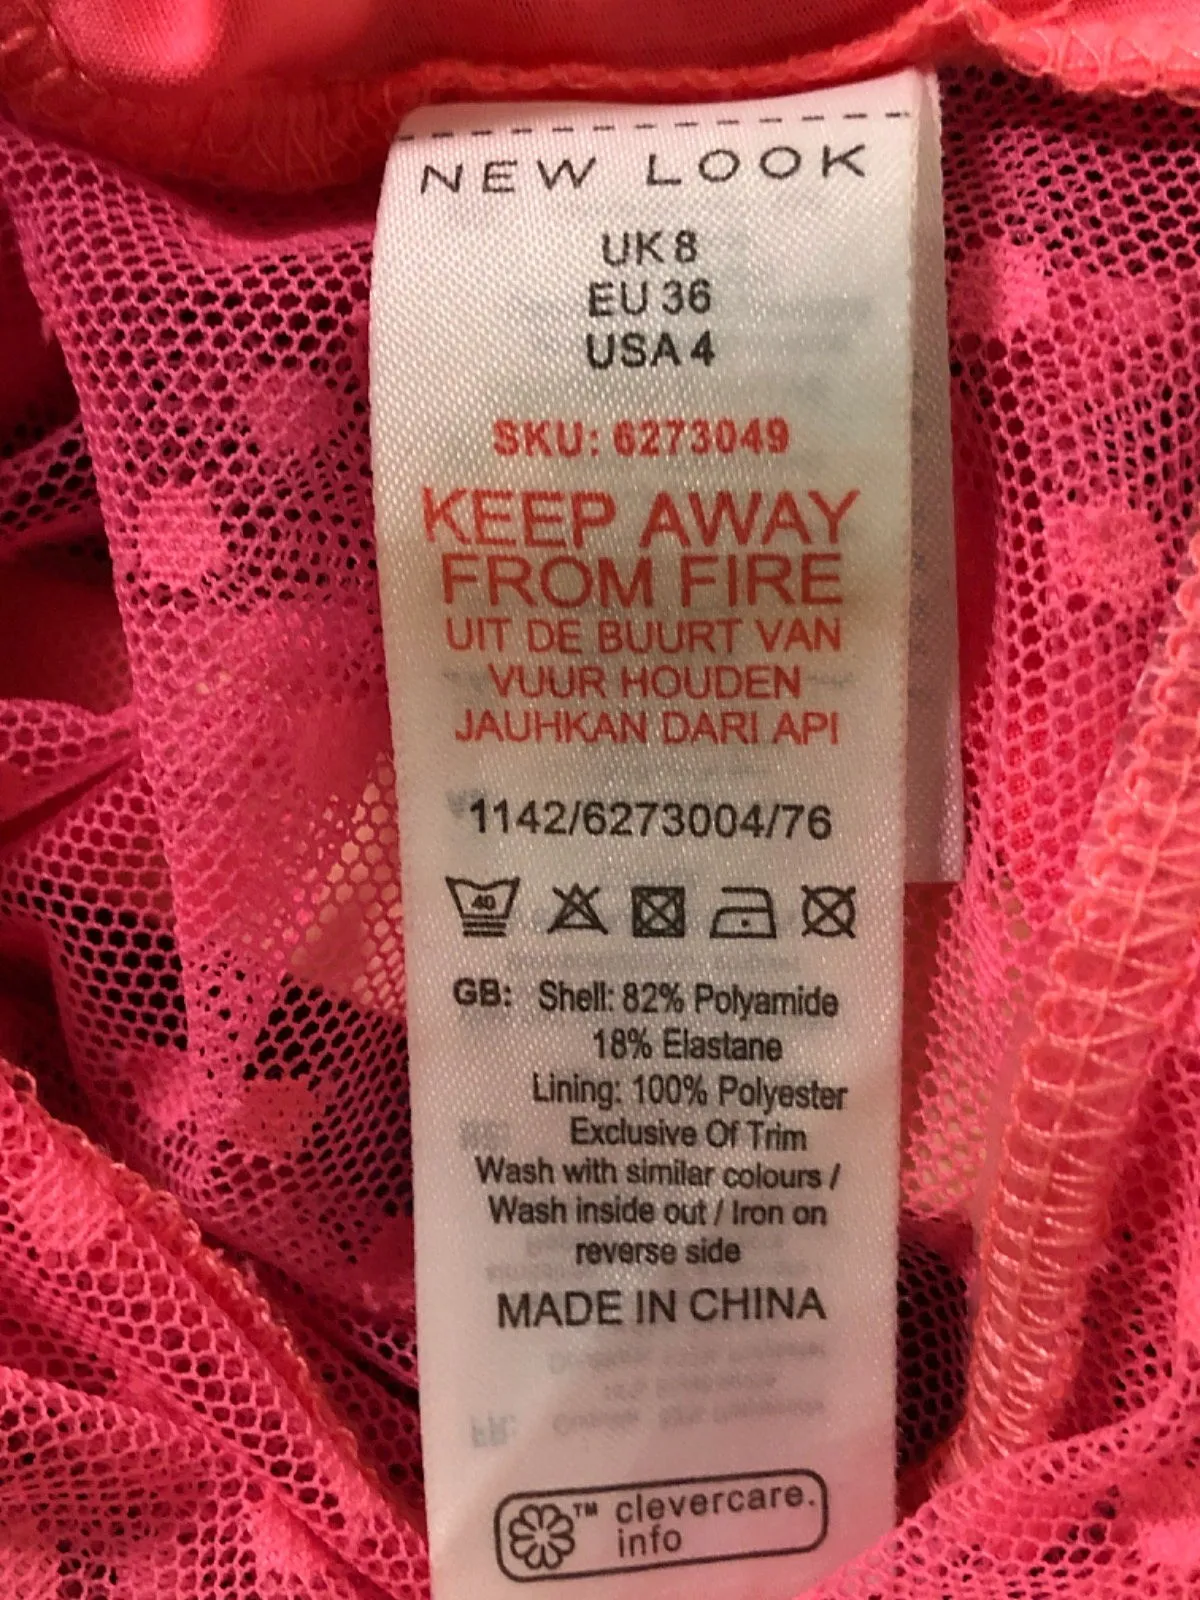 NEW LOOK
UK 8
EU 36
USA 4
SKU: 6273049
KEEP AWAY
FROM FIRE
UIT DE BUURT VAN
VUUR HOUDEN
JAUHKAN DARI API
1142/6273004/76
40
GB: Shell: 82% Polyamide
18% Elastane
Lining: 100% Polyester
Exclusive Of Trim
Wash with similar colours /
Wash inside out / Iron on
reverse side
MADE IN CHINA
™ clevercare.
info